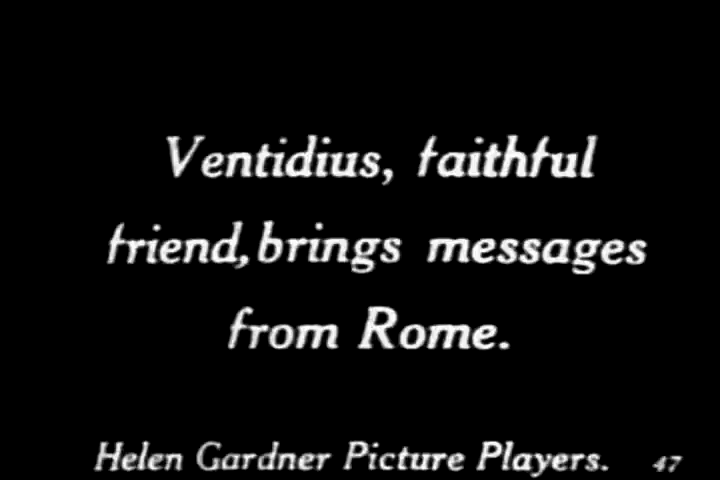 Ventidius, faithful
friend, brings messages
from Rome.
Helen Gardner Picture Players. 47